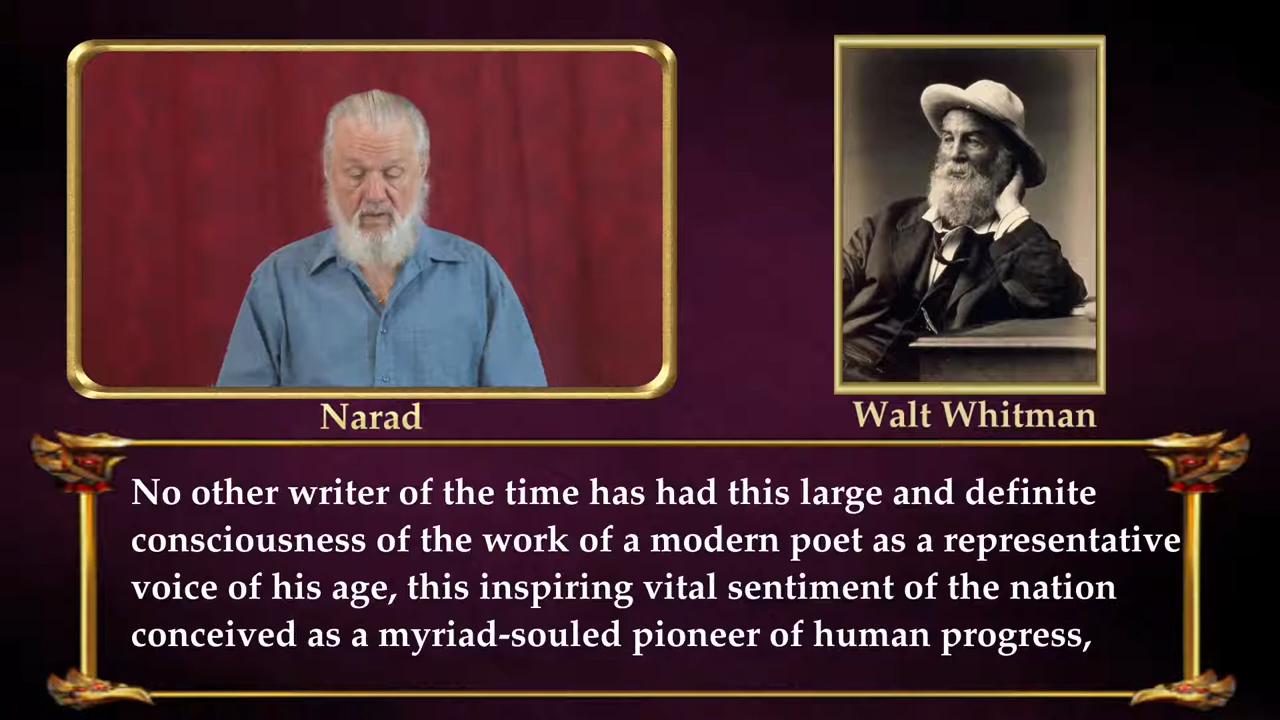 Narad
Walt Whitman
No other writer of the time has had this large and definite
consciousness of the work of a modern poet as a representative
voice of his age, this inspiring vital sentiment of the nation
conceived as a myriad-souled pioneer of human progress,